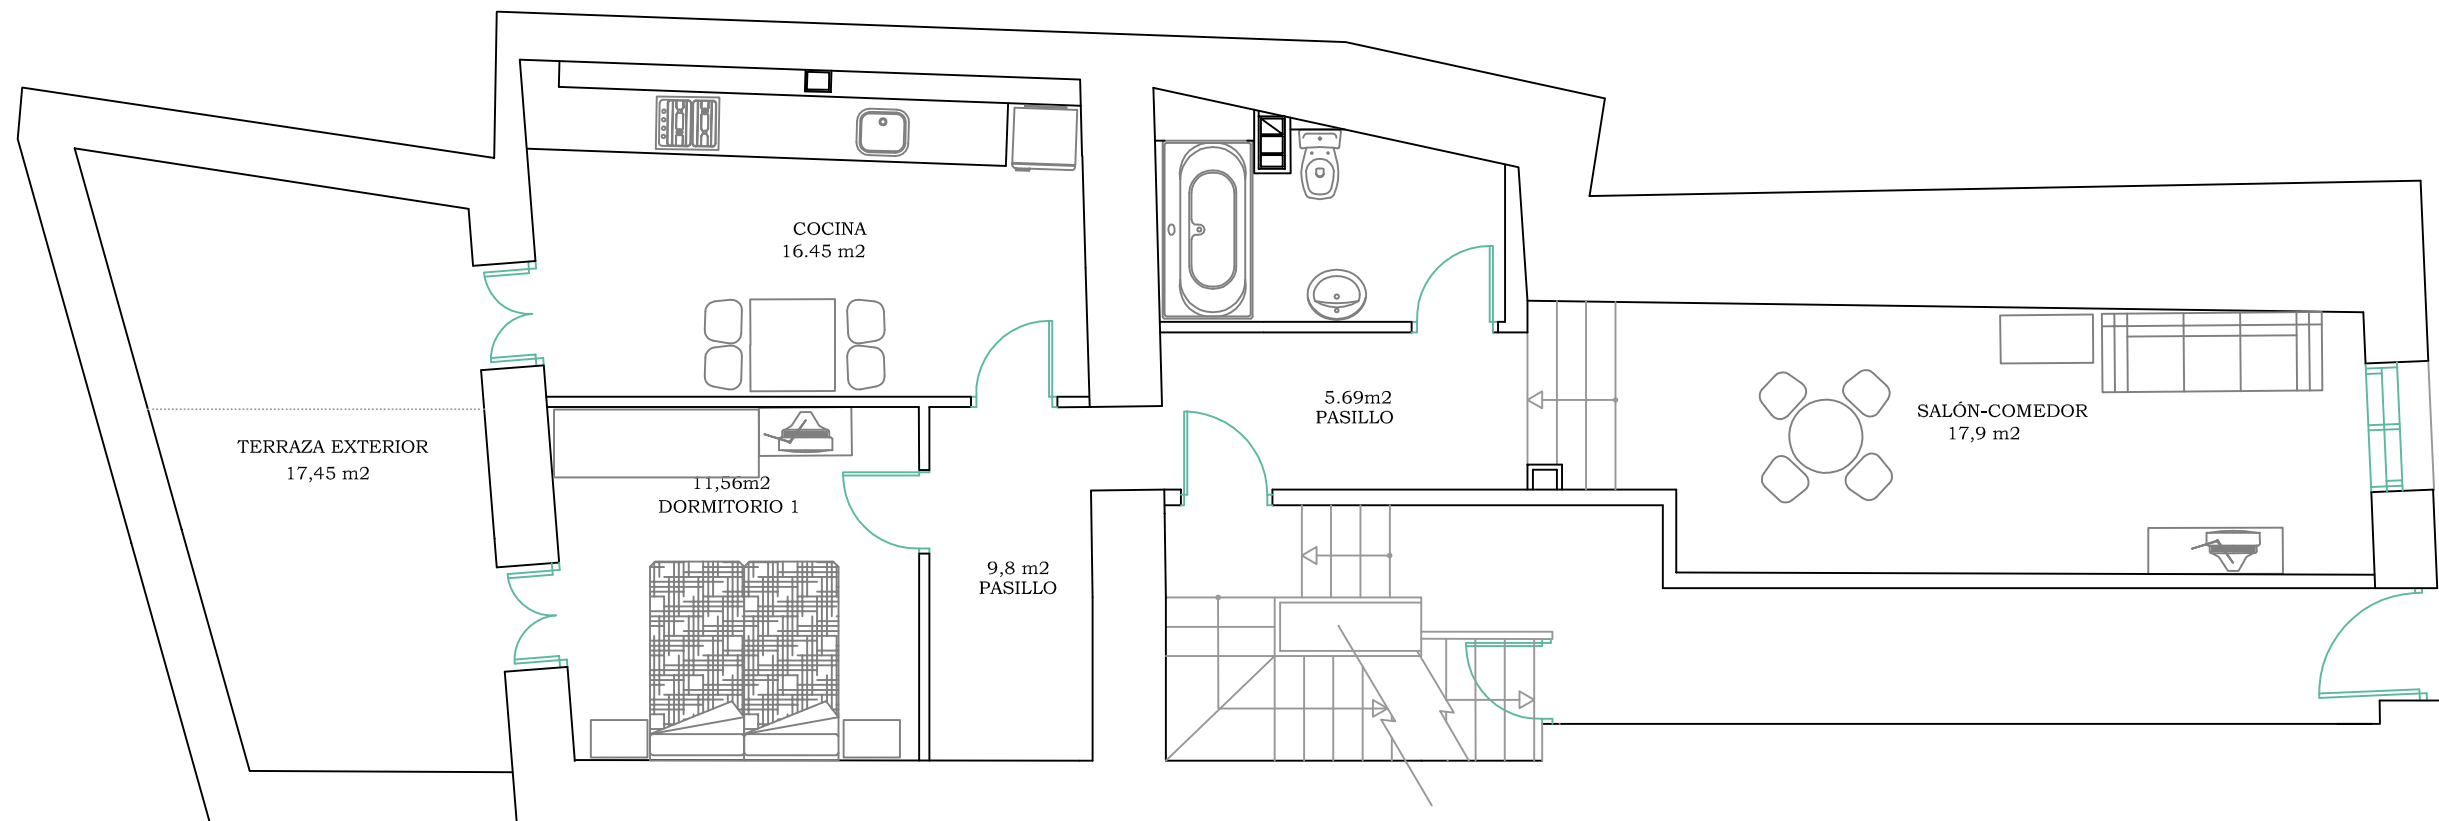 COCINA
16.45 m2
5.69m2
PASILLO
SALÓN-COMEDOR
17,9 m2
TERRAZA EXTERIOR
17,45 m2
11,56m2
DORMITORIO 1
9,8 m2
PASILLO